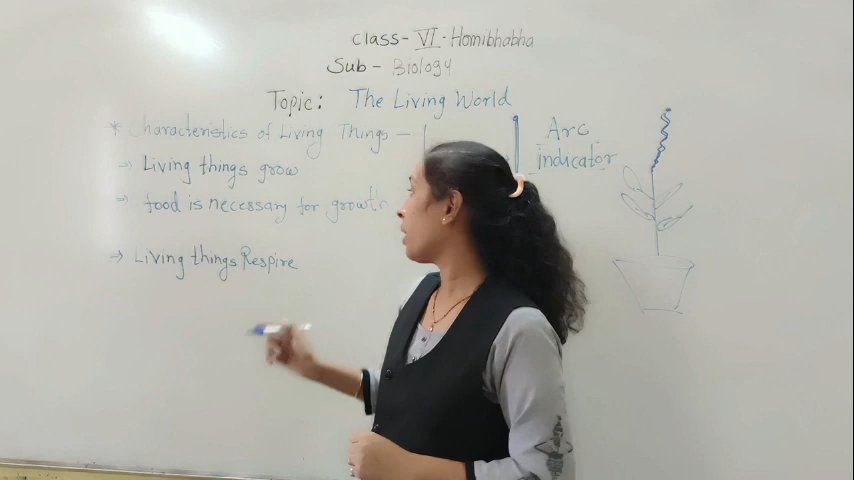 class- VI - Homibhabha
Sub - Biology
Topic: The Living World
* Characteristics of Living Things -
⇒ Living things grow
⇒ food is necessary for growth
⇒ Living things Respire
Arc
indicator